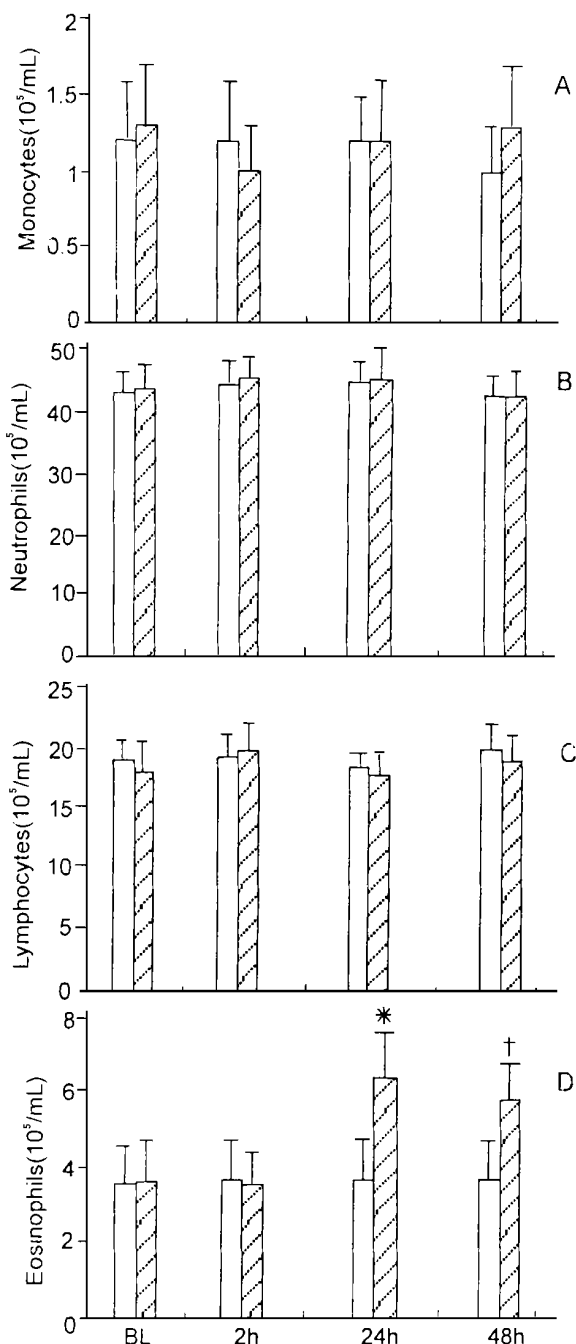 2
1.5
1
0.5
0
Monocytes(10⁵/mL)
A
50
40
30
20
10
0
Neutrophils(10⁵/mL)
B
25
20
15
10
5
0
Lymphocytes(10⁵/mL)
C
8
6
4
2
0
Eosinophils(10⁵/mL)
*
†
D
BL 2h 24h 48h